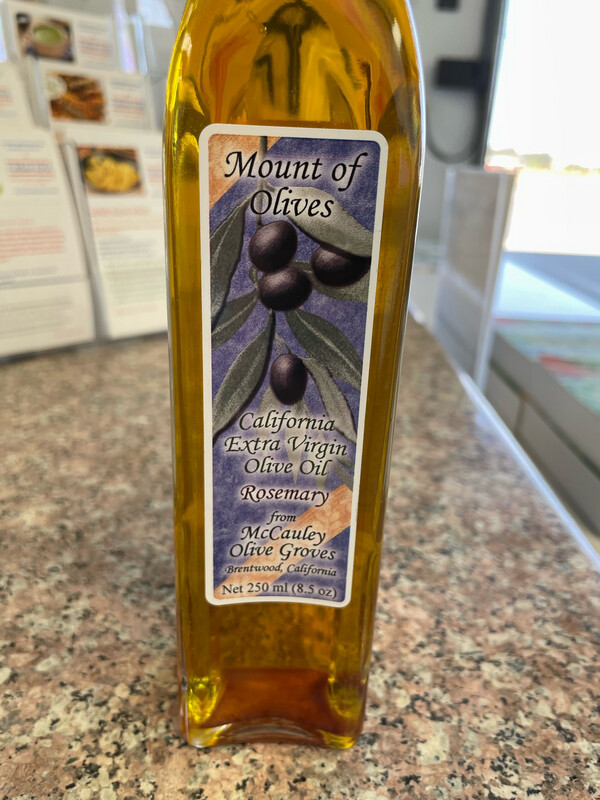 Mount of
Olives
California
Extra Virgin
Olive Oil
Rosemary
from
McCauley
Olive Groves
Brentwood, California
Net 250 ml (8.5 oz)